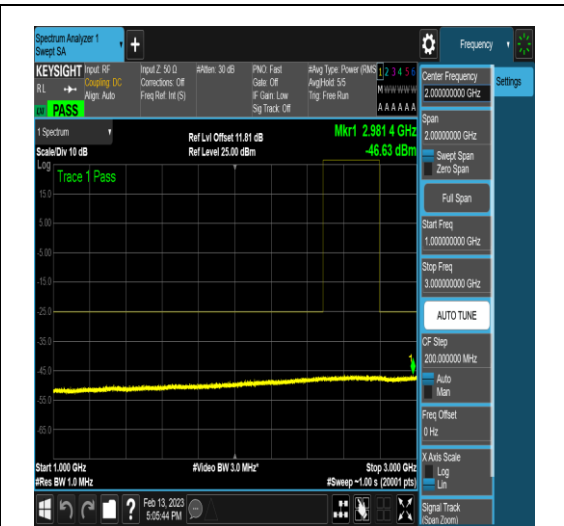 Spectrum Analyzer 1
Swept SA
Frequency
KEYSIGHT
RL
PASS
Input: RF
Coupling: DC
Align: Auto
Input Z: 50 Ω
Corrections: Off
Freq Ref: Int (S)
#Atten: 30 dB
PNO: Fast
Gate: Off
IF Gain: Low
Sig Track: Off
#Avg Type: Power (RMS
Avg|Hold: 5/5
Trig: Free Run
1 2 3 4 5 6
M W W W W W
A A A A A A
1 Spectrum
Scale/Div 10 dB
Ref Lvl Offset 11.81 dB
Ref Level 25.00 dBm
Mkr1 2.981 4 GHz
-46.63 dBm
Log
Trace 1 Pass
15.0
5.00
-5.00
-15.0
-25.0
-35.0
-45.0
-55.0
-65.0
1
Start 1.000 GHz
#Res BW 1.0 MHz
#Video BW 3.0 MHz*
Stop 3.000 GHz
#Sweep ~1.00 s (20001 pts)
Feb 13, 2023
5:05:44 PM
Center Frequency
2.000000000 GHz
Settings
Span
2.00000000 GHz
Swept Span
Zero Span
Full Span
Start Freq
1.000000000 GHz
Stop Freq
3.000000000 GHz
AUTO TUNE
CF Step
200.000000 MHz
Auto
Man
Freq Offset
0 Hz
X Axis Scale
Log
Lin
Signal Track
(Span Zoom)